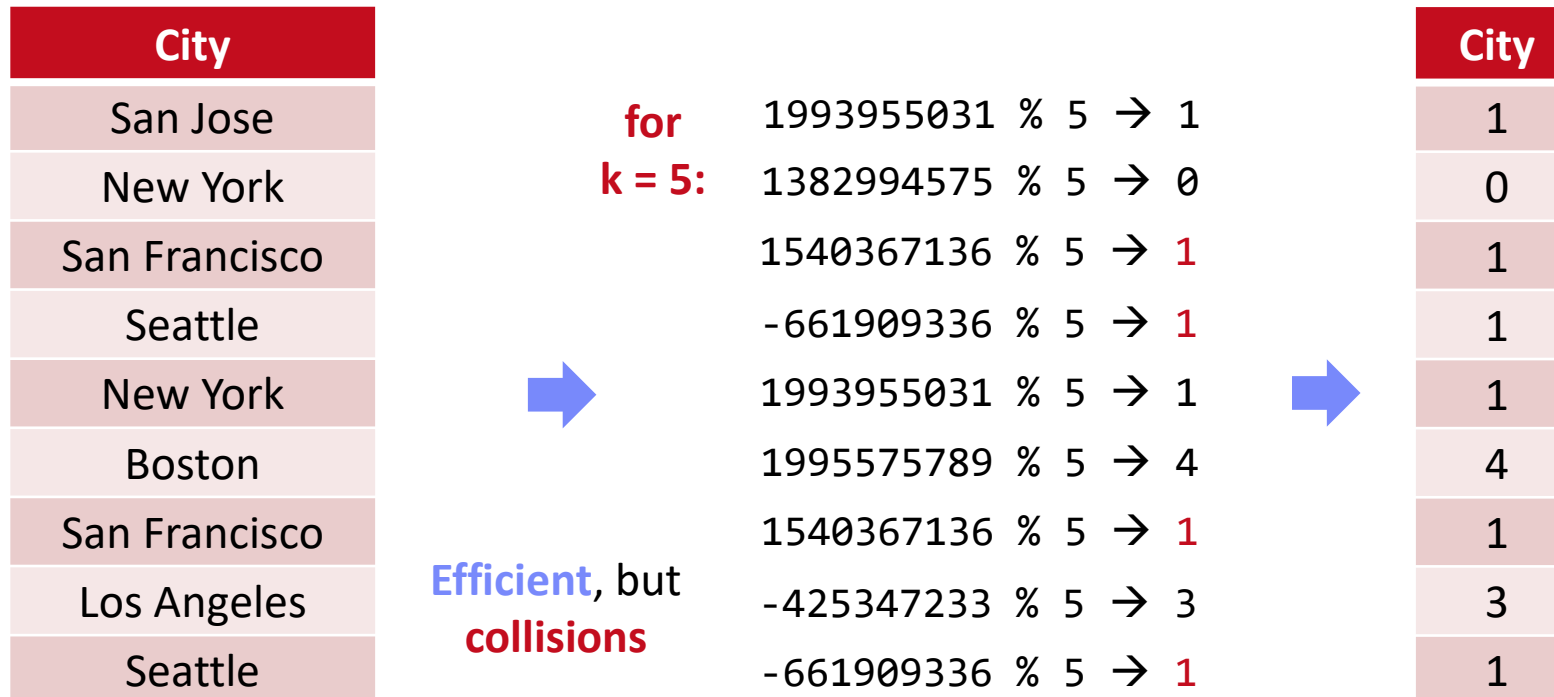 City
San Jose
New York
San Francisco
Seattle
New York
Boston
San Francisco
Los Angeles
Seattle
for
k = 5:
Efficient, but
collisions
1993955031 % 5 → 1
1382994575 % 5 → 0
1540367136 % 5 → 1
-661909336 % 5 → 1
1993955031 % 5 → 1
1995575789 % 5 → 4
1540367136 % 5 → 1
-425347233 % 5 → 3
-661909336 % 5 → 1
City
1
0
1
1
1
4
1
3
1